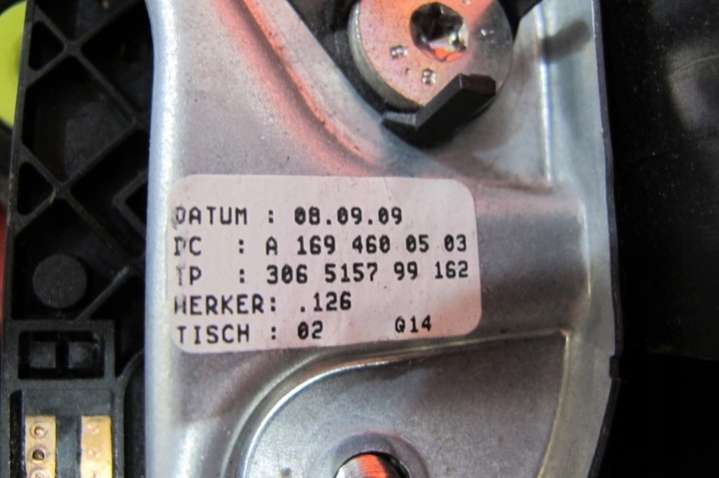 DATUM : 08.09.09
DC : A 169 460 05 03
TP : 306 5157 99 162
WERKER: .126
TISCH : 02 Q14